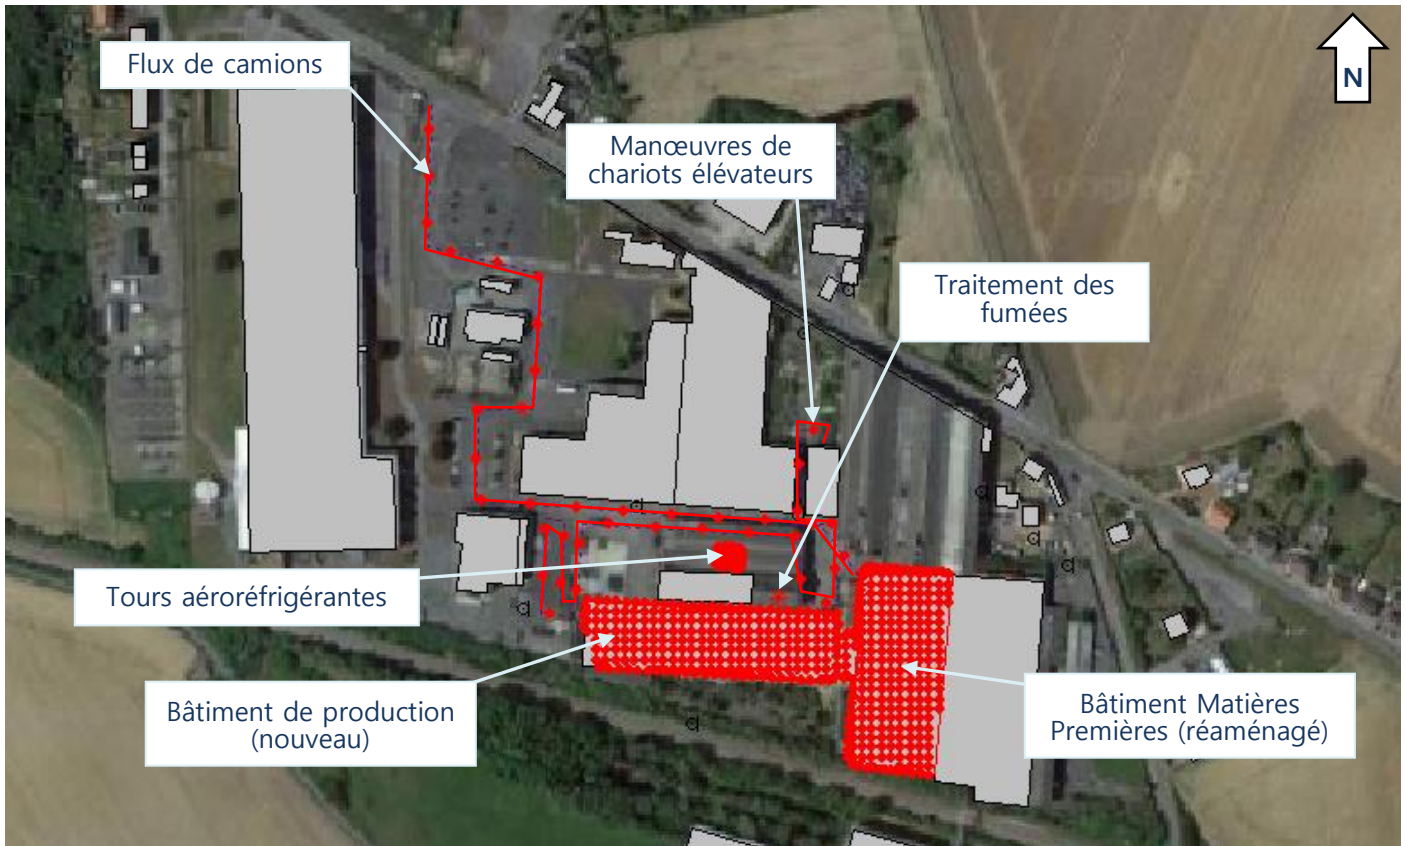 Flux de camions
N
Manœuvres de
chariots élévateurs
Traitement des
fumées
Tours aéroréfrigérantes
Bâtiment de production
(nouveau)
Bâtiment Matières
Premières (réaménagé)